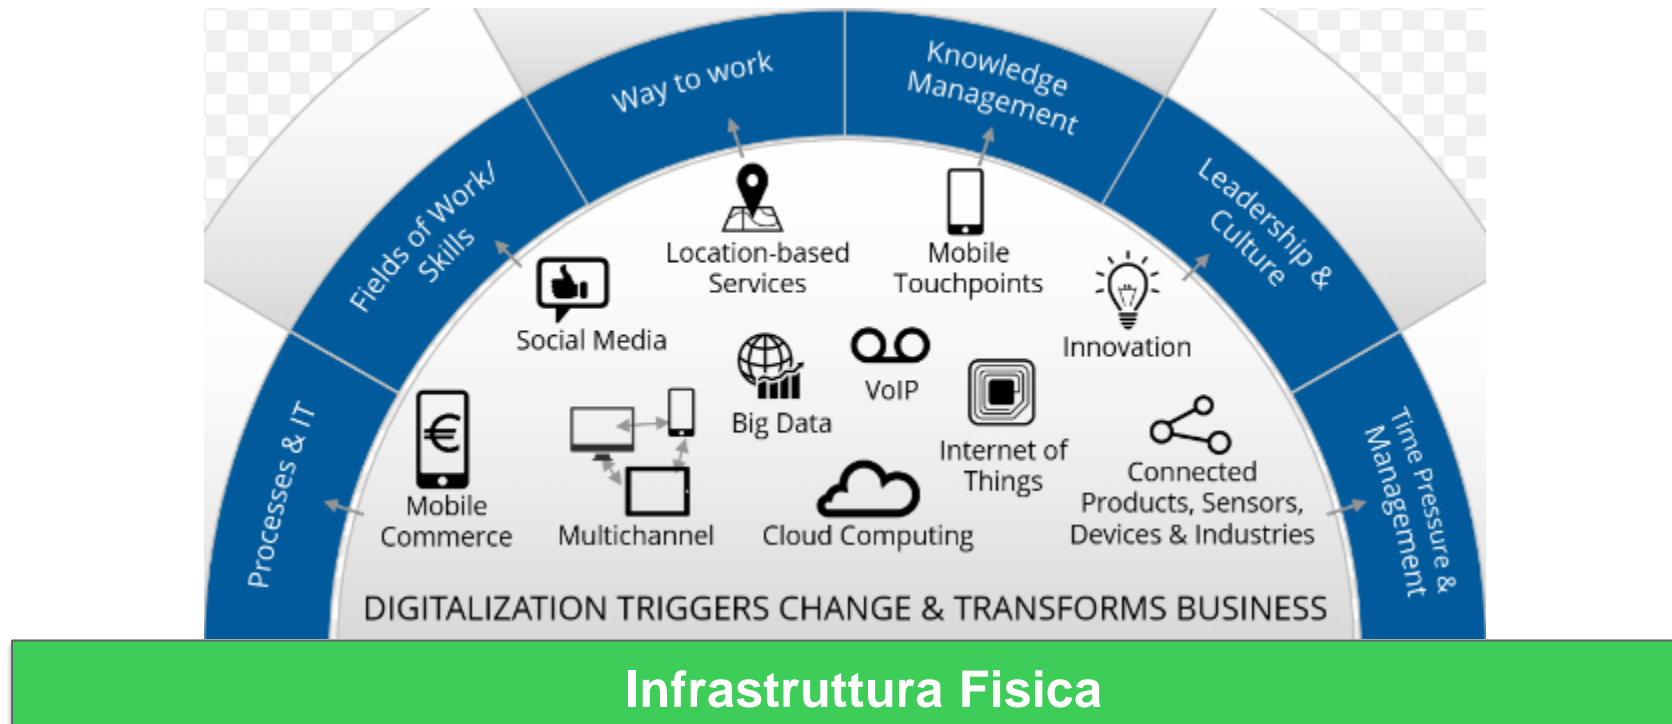 Processes & IT
Fields of Work/
Skills
Way to work
Knowledge
Management
Leadership &
Culture
Time Pressure &
Management
Location-based
Services
Mobile
Touchpoints
Social Media
Innovation
Big Data
VoIP
Internet of
Things
Mobile
Commerce
Multichannel
Cloud Computing
Connected
Products, Sensors,
Devices & Industries
DIGITALIZATION TRIGGERS CHANGE & TRANSFORMS BUSINESS
Infrastruttura Fisica